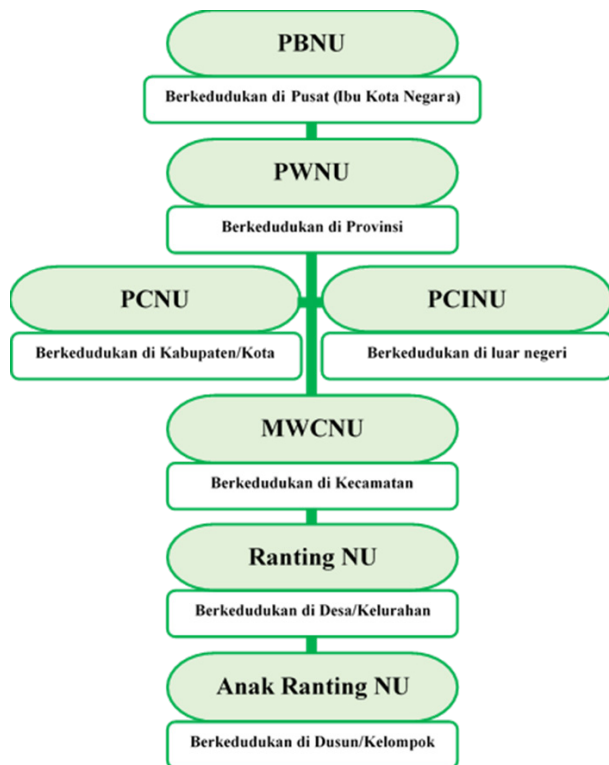 PBNU
Berkedudukan di Pusat (Ibu Kota Negara)
PWNU
Berkedudukan di Provinsi
PCNU
Berkedudukan di Kabupaten/Kota
PCINU
Berkedudukan di luar negeri
MWCNU
Berkedudukan di Kecamatan
Ranting NU
Berkedudukan di Desa/Kelurahan
Anak Ranting NU
Berkedudukan di Dusun/Kelompok